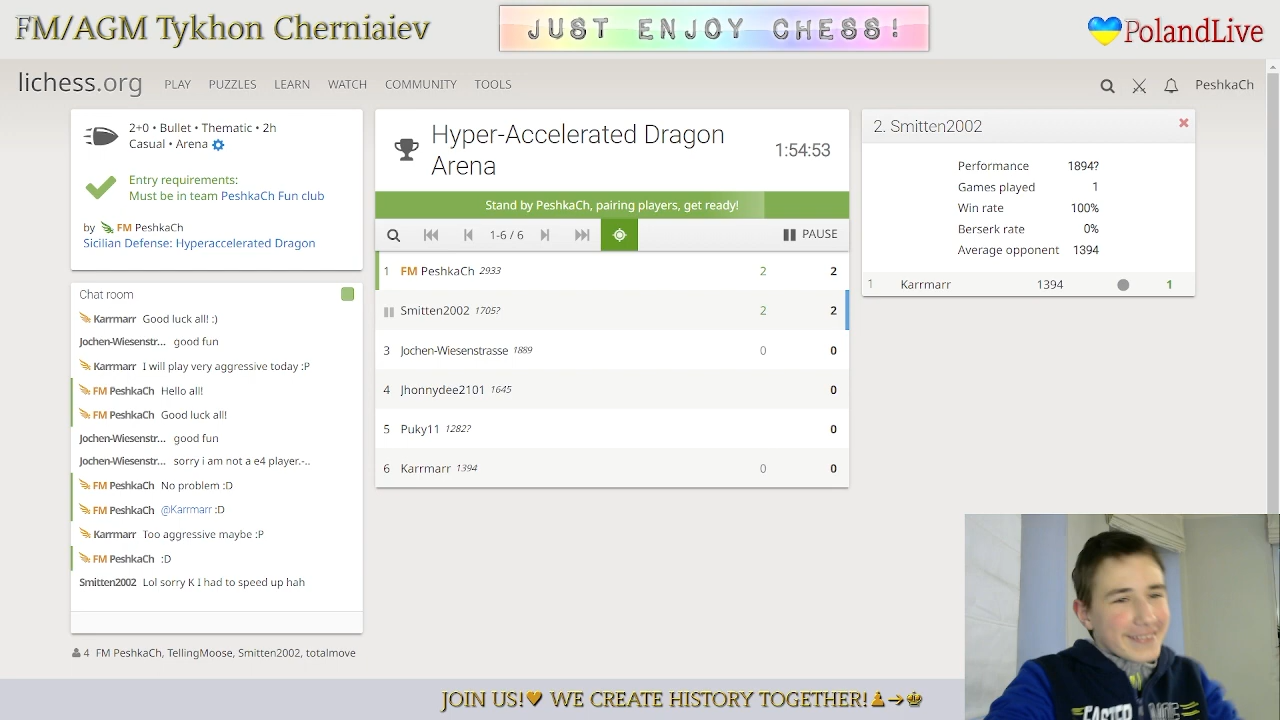 FM/AGM Tykhon Cherniaiev
JUST ENJOY CHESS!
PolandLive
lichess.org PLAY PUZZLES LEARN WATCH COMMUNITY TOOLS PeshkaCh
2+0 • Bullet • Thematic • 2h
Casual • Arena
Entry requirements:
Must be in team PeshkaCh Fun club
by FM PeshkaCh
Sicilian Defense: Hyperaccelerated Dragon
Chat room
Karrmarr Good luck all! :)
Jochen-Wiesenstr... good fun
Karrmarr I will play very aggressive today :P
FM PeshkaCh Hello all!
FM PeshkaCh Good luck all!
Jochen-Wiesenstr... good fun
Jochen-Wiesenstr... sorry i am not a e4 player.-..
FM PeshkaCh No problem :D
FM PeshkaCh @Karrmarr :D
Karrmarr Too aggressive maybe :P
FM PeshkaCh :D
Smitten2002 Lol sorry K I had to speed up hah
4 FM PeshkaCh, TellingMoose, Smitten2002, totalmove
Hyper-Accelerated Dragon
Arena
1:54:53
Stand by PeshkaCh, pairing players, get ready!
1-6 / 6 PAUSE
1 FM PeshkaCh 2933 2 2
Smitten2002 1705? 2 2
3 Jochen-Wiesenstrasse 1889 0 0
4 Jhonnydee2101 1645 0
5 Puky11 1282? 0
6 Karrmarr 1394 0 0
2. Smitten2002
Performance 1894?
Games played 1
Win rate 100%
Berserk rate 0%
Average opponent 1394
1 Karrmarr 1394 1
JOIN US! WE CREATE HISTORY TOGETHER!